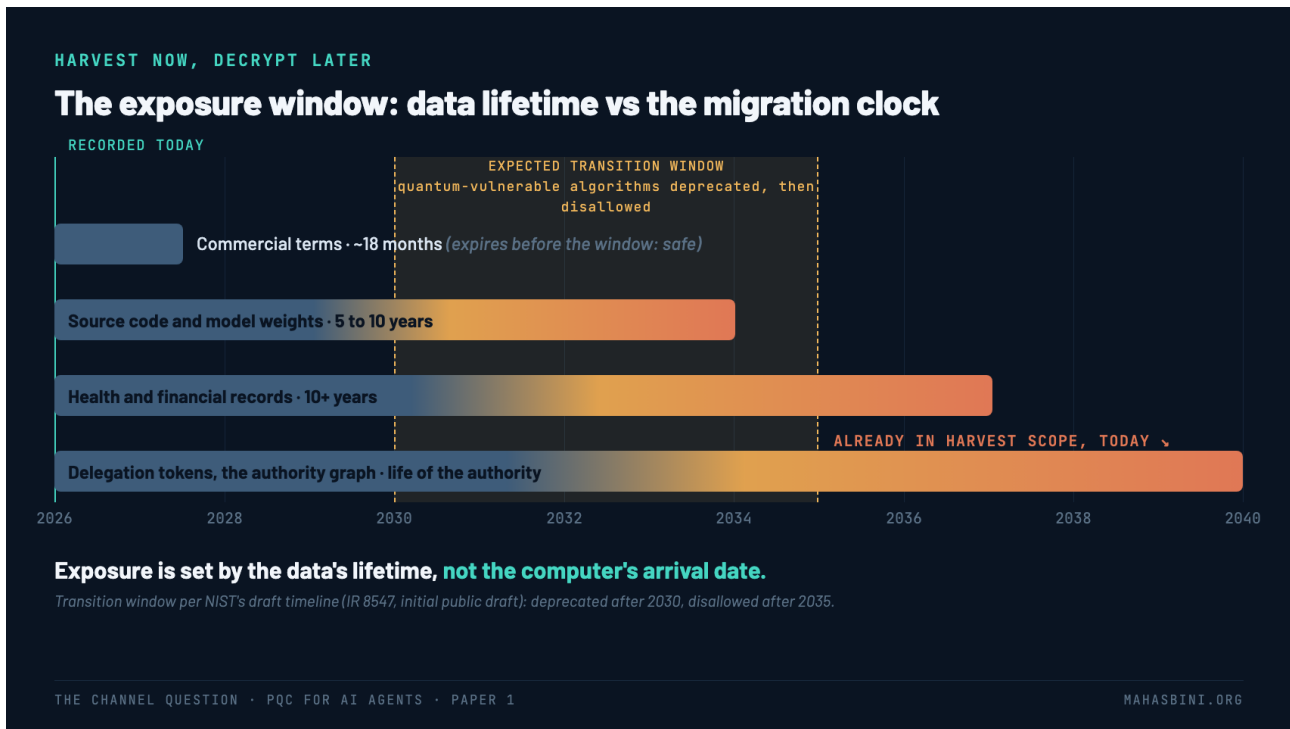 HARVEST NOW, DECRYPT LATER
The exposure window: data lifetime vs the migration clock
RECORDED TODAY
EXPECTED TRANSITION WINDOW
quantum-vulnerable algorithms deprecated, then
disallowed
Commercial terms · ~18 months (expires before the window: safe)
Source code and model weights · 5 to 10 years
Health and financial records · 10+ years
ALREADY IN HARVEST SCOPE, TODAY ↘
Delegation tokens, the authority graph · life of the authority
2026 2028 2030 2032 2034 2036 2038 2040
Exposure is set by the data's lifetime, not the computer's arrival date.
Transition window per NIST's draft timeline (IR 8547, initial public draft): deprecated after 2030, disallowed after 2035.
THE CHANNEL QUESTION · PQC FOR AI AGENTS · PAPER 1
MAHASBINI.ORG